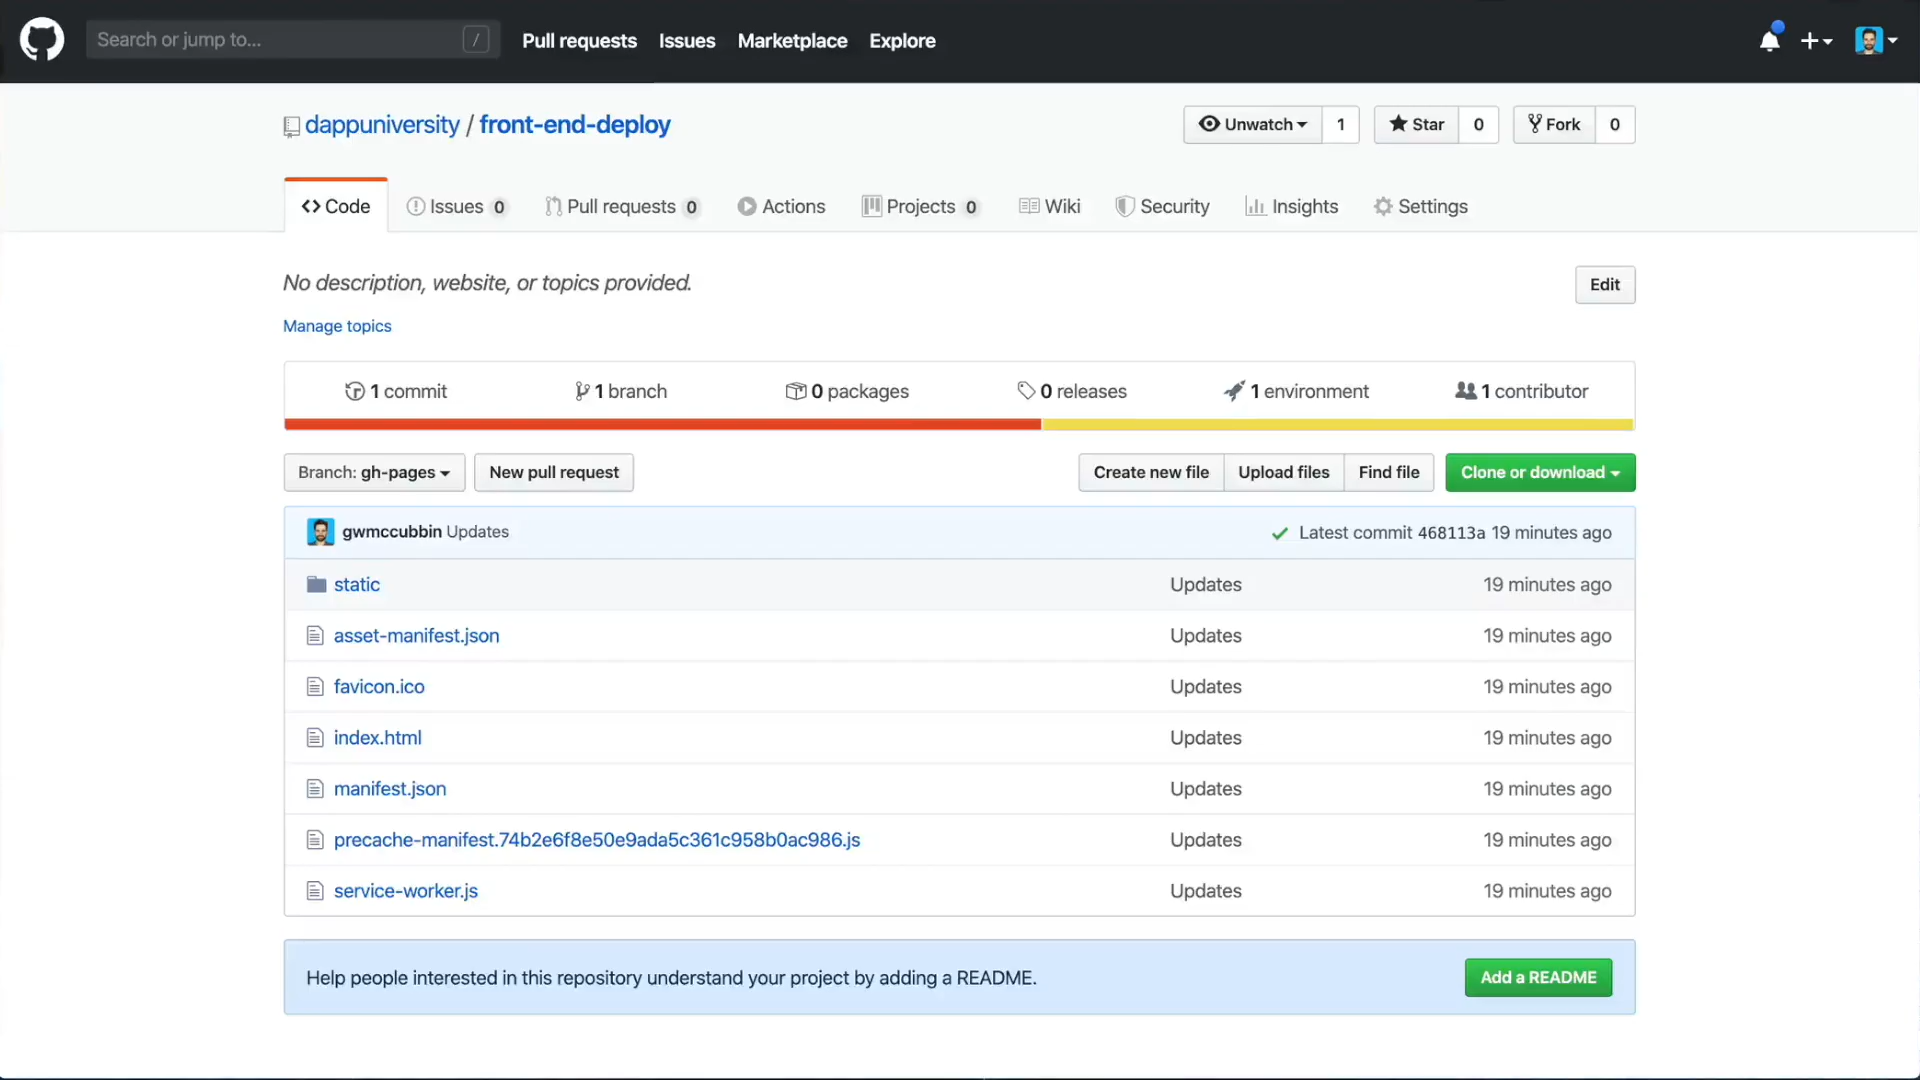 Search or jump to... / Pull requests Issues Marketplace Explore
dappuniversity / front-end-deploy Unwatch 1 Star 0 Fork 0
Code Issues 0 Pull requests 0 Actions Projects 0 Wiki Security Insights Settings
No description, website, or topics provided. Edit
Manage topics
1 commit 1 branch 0 packages 0 releases 1 environment 1 contributor
Branch: gh-pages New pull request Create new file Upload files Find file Clone or download
gwmccubbin Updates Latest commit 468113a 19 minutes ago
static Updates 19 minutes ago
asset-manifest.json Updates 19 minutes ago
favicon.ico Updates 19 minutes ago
index.html Updates 19 minutes ago
manifest.json Updates 19 minutes ago
precache-manifest.74b2e6f8e50e9ada5c361c958b0ac986.js Updates 19 minutes ago
service-worker.js Updates 19 minutes ago
Help people interested in this repository understand your project by adding a README. Add a README